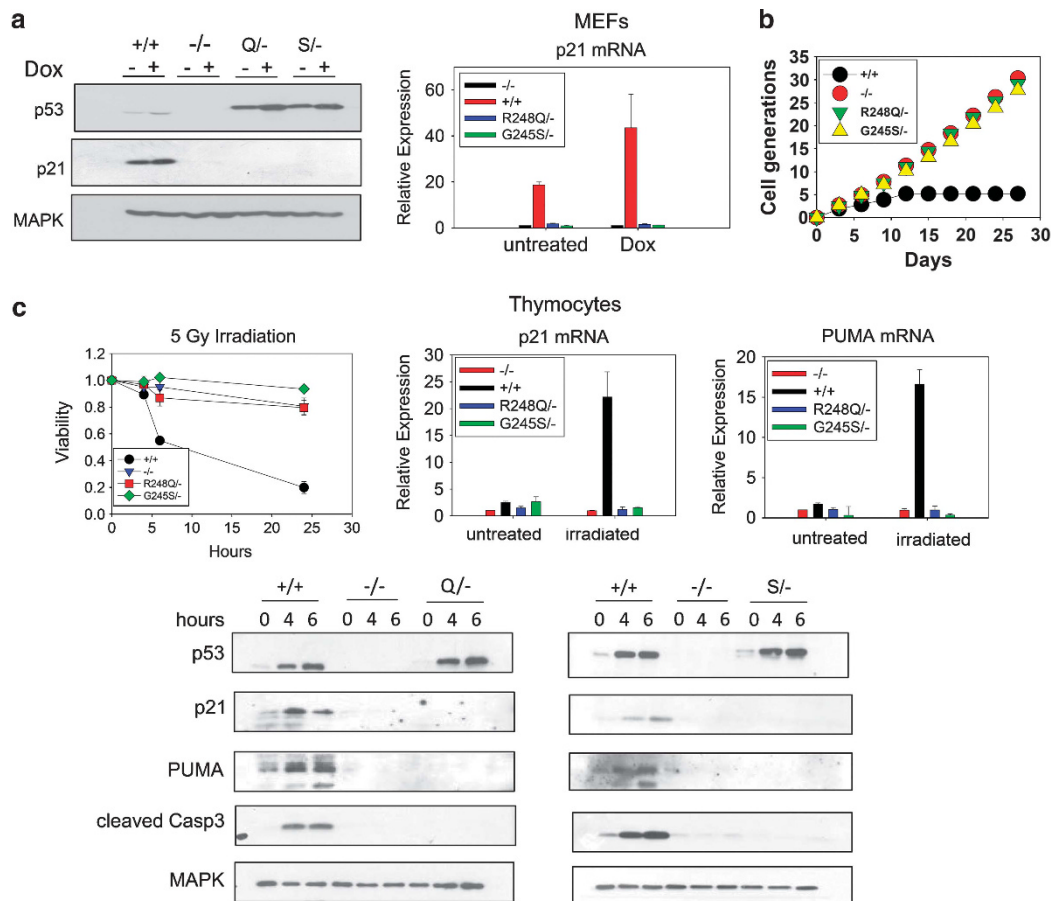 a
+/+ -/- Q/- S/-
Dox - + - + - + - +
p53
p21
MAPK
MEFs
p21 mRNA
-/-
+/+
R248Q/-
G245S/-
Relative Expression
60
40
20
0
untreated Dox
b
+/+
-/-
R248Q/-
G245S/-
Cell generations
35
30
25
20
15
10
5
0
0 5 10 15 20 25 30
Days
c
Thymocytes
5 Gy Irradiation
Viability
1.2
1.0
0.8
0.6
0.4
0.2
0.0
+/+
-/-
R248Q/-
G245S/-
0 5 10 15 20 25 30
Hours
p21 mRNA
Relative Expression
30
25
20
15
10
5
0
-/-
+/+
R248Q/-
G245S/-
untreated irradiated
PUMA mRNA
Relative Expression
20
15
10
5
0
-/-
+/+
R248Q/-
G245S/-
untreated irradiated
+/+ -/- Q/-
hours 0 4 6 0 4 6 0 4 6
p53
p21
PUMA
cleaved Casp3
MAPK
+/+ -/- S/-
0 4 6 0 4 6 0 4 6